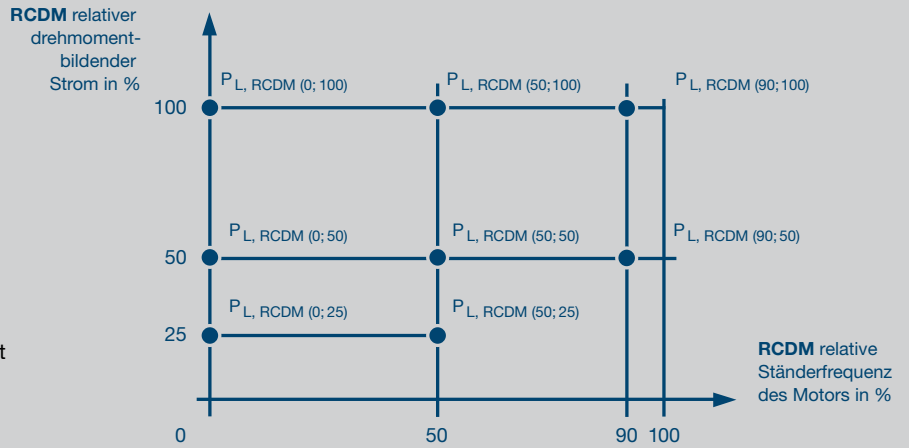 RCDM relativer
drehmoment-
bildender
Strom in %
P L, RCDM (0; 100)
P L, RCDM (50; 100)
P L, RCDM (90; 100)
100
P L, RCDM (0; 50)
P L, RCDM (50; 50)
P L, RCDM (90; 50)
50
P L, RCDM (0; 25)
P L, RCDM (50; 25)
25
t
RCDM relative
Ständerfrequenz
des Motors in %
0
50
90 100